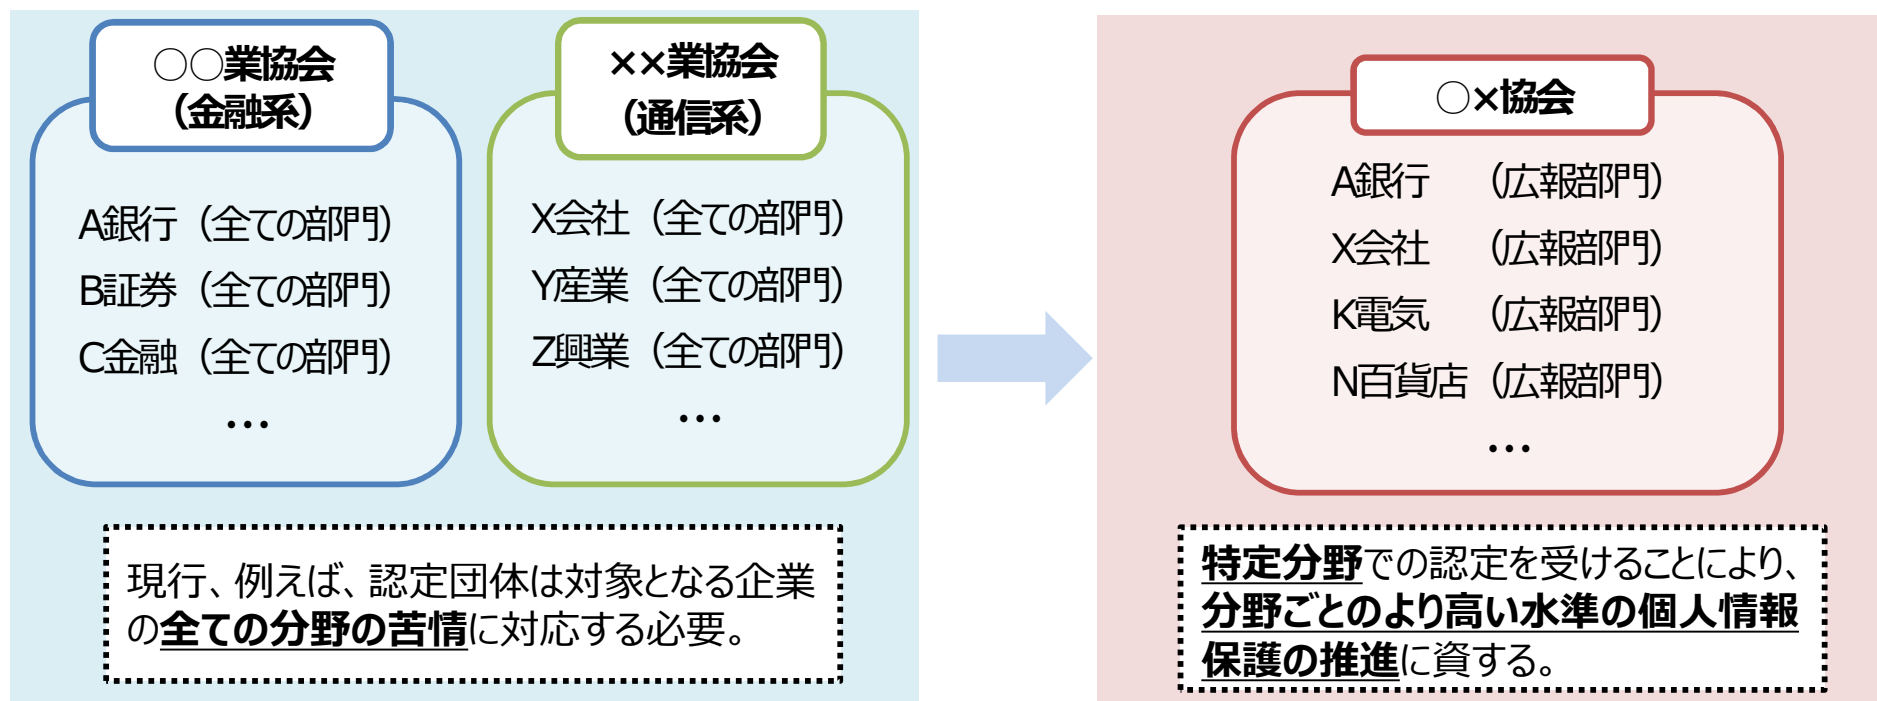 〇〇業協会
（金融系）
A銀行（全ての部門）
B証券（全ての部門）
C金融（全ての部門）
…
××業協会
（通信系）
X会社（全ての部門）
Y産業（全ての部門）
Z興業（全ての部門）
…
現行、例えば、認定団体は対象となる企業
の全ての分野の苦情に対応する必要。
〇×協会
A銀行　（広報部門）
X会社　（広報部門）
K電気　（広報部門）
N百貨店（広報部門）
…
特定分野での認定を受けることにより、
分野ごとのより高い水準の個人情報
保護の推進に資する。